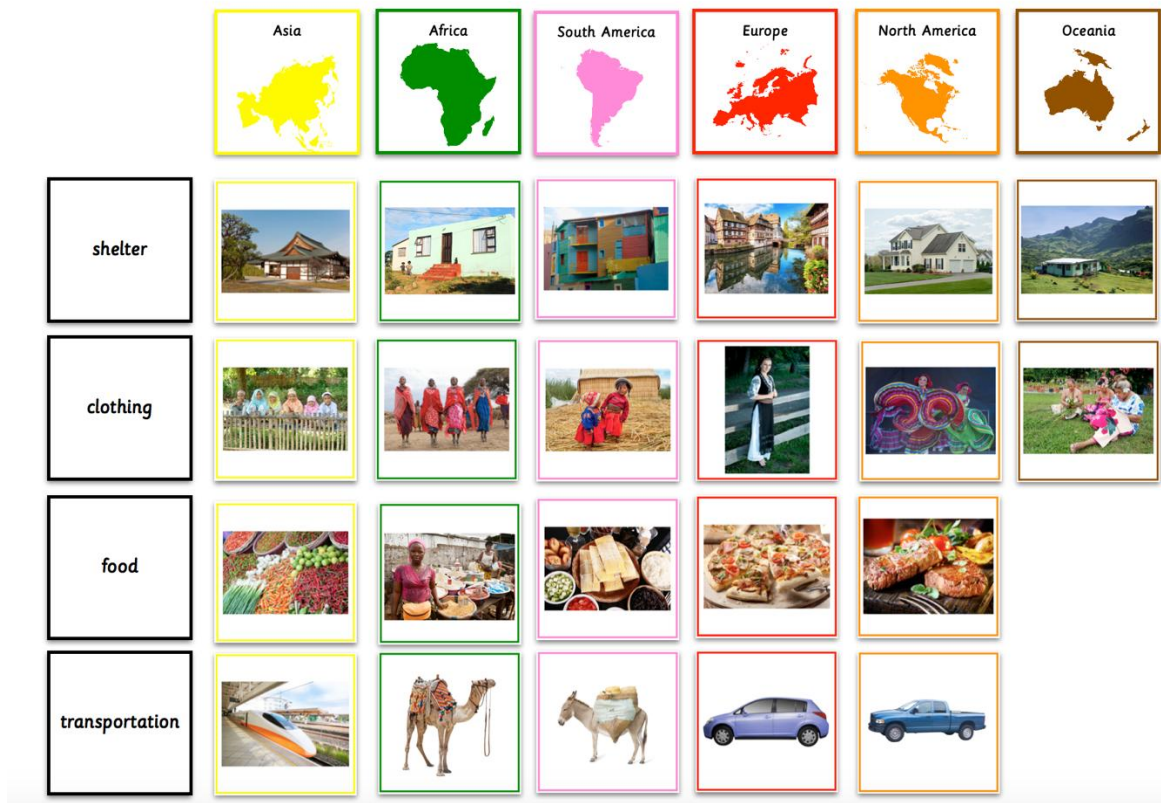 Asia
Africa
South America
Europe
North America
Oceania
shelter
clothing
food
transportation